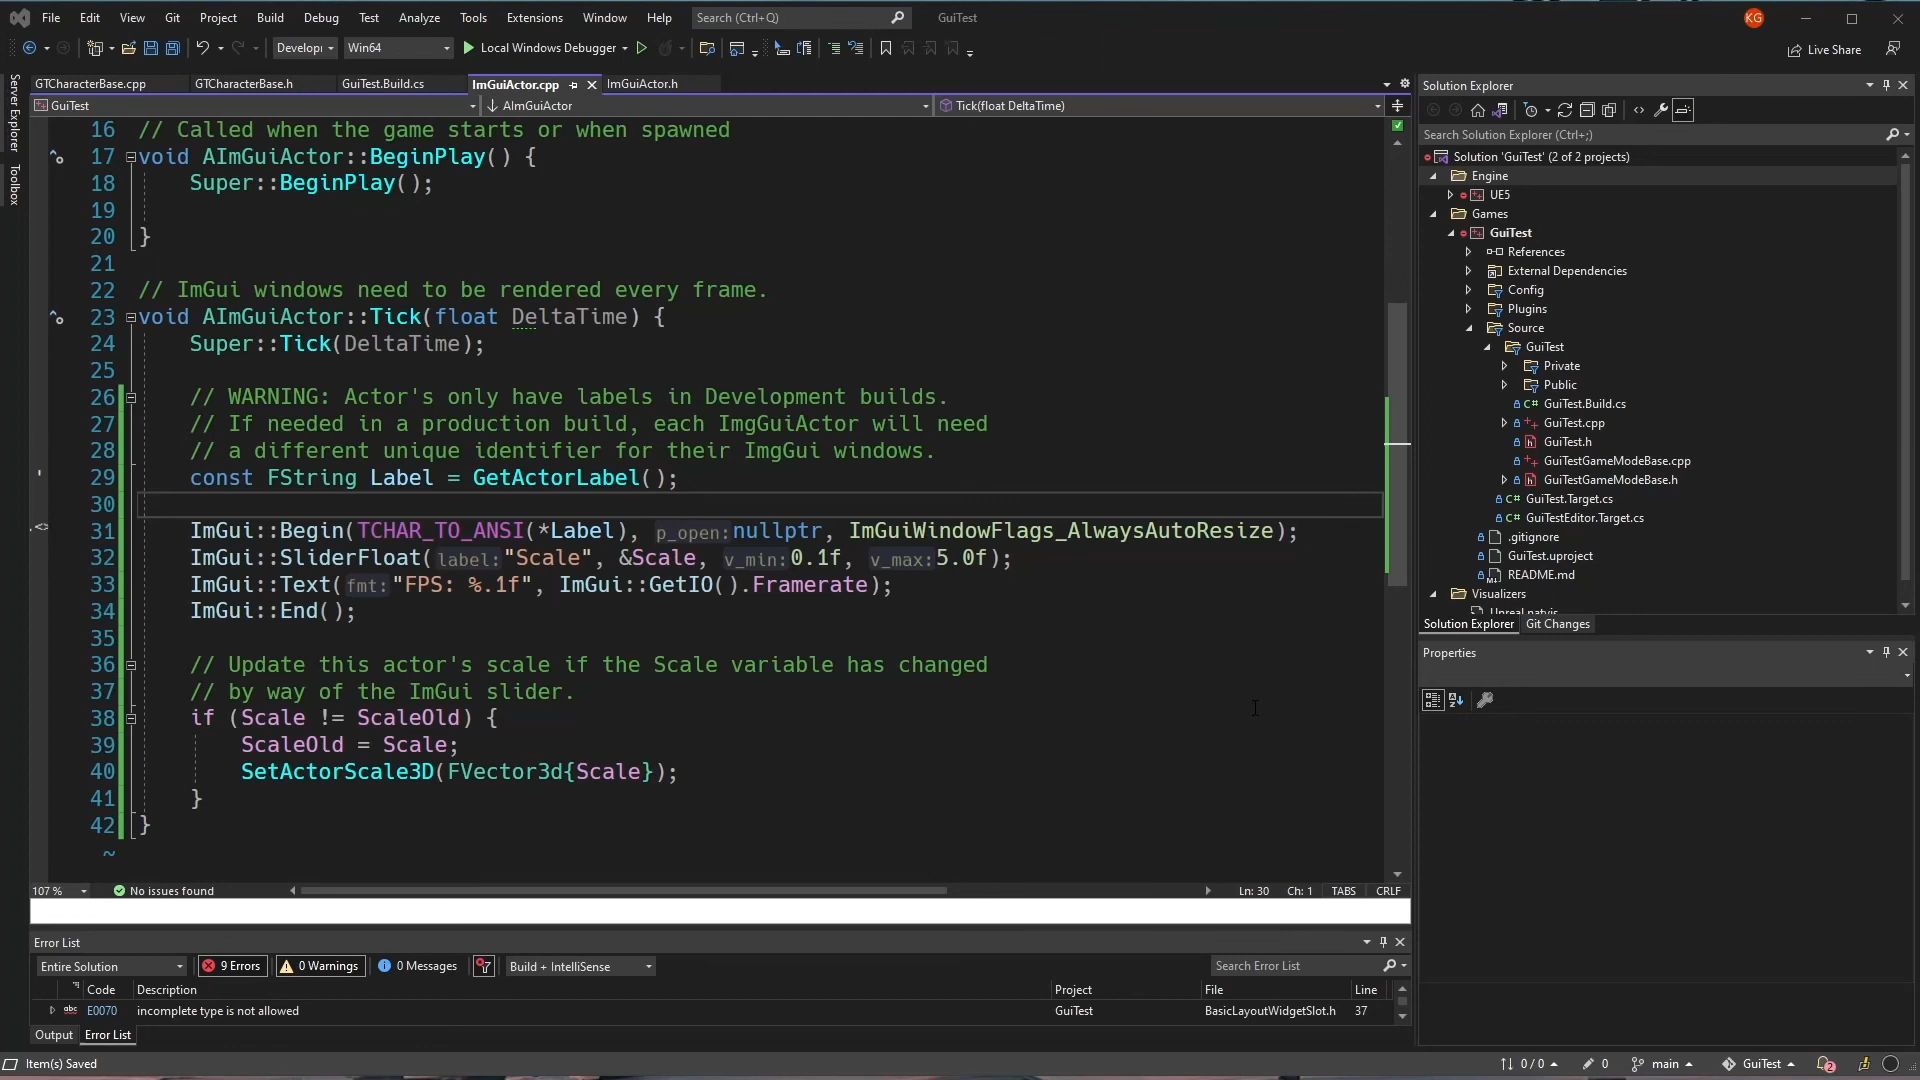 File Edit View Git Project Build Debug Test Analyze Tools Extensions Window Help Search (Ctrl+Q) GuiTest KG
Developı Win64 Local Windows Debugger Live Share
Server Explorer
Toolbox
GTCharacterBase.cpp GTCharacterBase.h GuiTest.Build.cs ImGuiActor.cpp ImGuiActor.h
GuiTest AImGuiActor Tick(float DeltaTime)
16 // Called when the game starts or when spawned
17 void AImGuiActor::BeginPlay() {
18 Super::BeginPlay();
19
20 }
21
22 // ImGui windows need to be rendered every frame.
23 void AImGuiActor::Tick(float DeltaTime) {
24 Super::Tick(DeltaTime);
25
26 // WARNING: Actor's only have labels in Development builds.
27 // If needed in a production build, each ImgGuiActor will need
28 // a different unique identifier for their ImgGui windows.
29 const FString Label = GetActorLabel();
30
31 ImGui::Begin(TCHAR_TO_ANSI(*Label), p_open:nullptr, ImGuiWindowFlags_AlwaysAutoResize);
32 ImGui::SliderFloat(label:"Scale", &Scale, v_min:0.1f, v_max:5.0f);
33 ImGui::Text(fmt:"FPS: %.1f", ImGui::GetIO().Framerate);
34 ImGui::End();
35
36 // Update this actor's scale if the Scale variable has changed
37 // by way of the ImGui slider.
38 if (Scale != ScaleOld) {
39 ScaleOld = Scale;
40 SetActorScale3D(FVector3d{Scale});
41 }
42 }
~
107 % No issues found Ln: 30 Ch: 1 TABS CRLF
Error List
Entire Solution 9 Errors 0 Warnings 0 Messages Build + IntelliSense Search Error List
Code Description Project File Line
abc E0070 incomplete type is not allowed GuiTest BasicLayoutWidgetSlot.h 37
Output Error List
Solution Explorer
Search Solution Explorer (Ctrl+;)
Solution 'GuiTest' (2 of 2 projects)
Engine
UE5
Games
GuiTest
References
External Dependencies
Config
Plugins
Source
GuiTest
Private
Public
C# GuiTest.Build.cs
++ GuiTest.cpp
h GuiTest.h
++ GuiTestGameModeBase.cpp
h GuiTestGameModeBase.h
C# GuiTest.Target.cs
C# GuiTestEditor.Target.cs
.gitignore
GuiTest.uproject
README.md
Visualizers
Unreal.natvis
Solution Explorer Git Changes
Properties
Item(s) Saved 0 / 0 0 main GuiTest 2